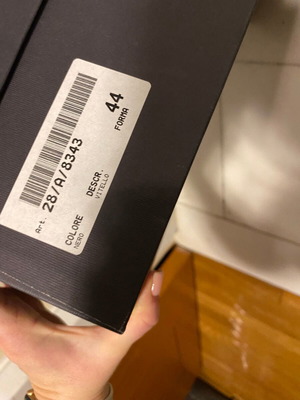 Art. 28/A/8343
COLORE DESCR. 44
NERO VITELLO FORMA